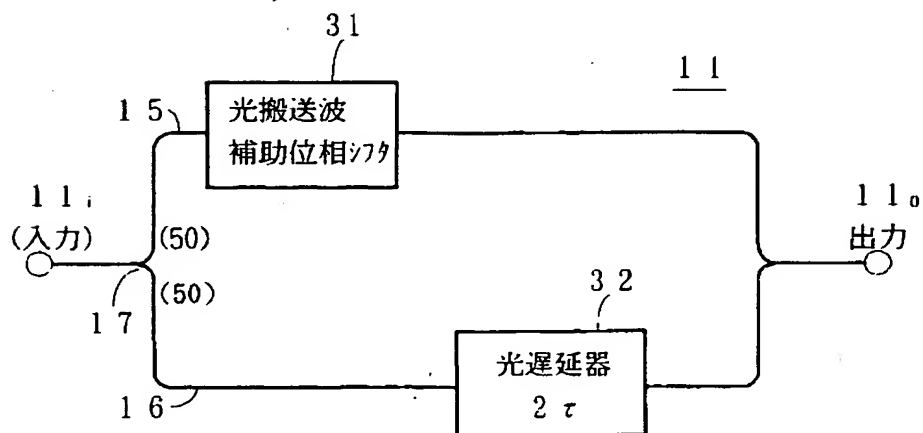 31
11
15
光搬送波
補助位相ｼﾌﾀ
11i
(入力)
(50)
(50)
17
11o
出力
32
光遅延器
2τ
16